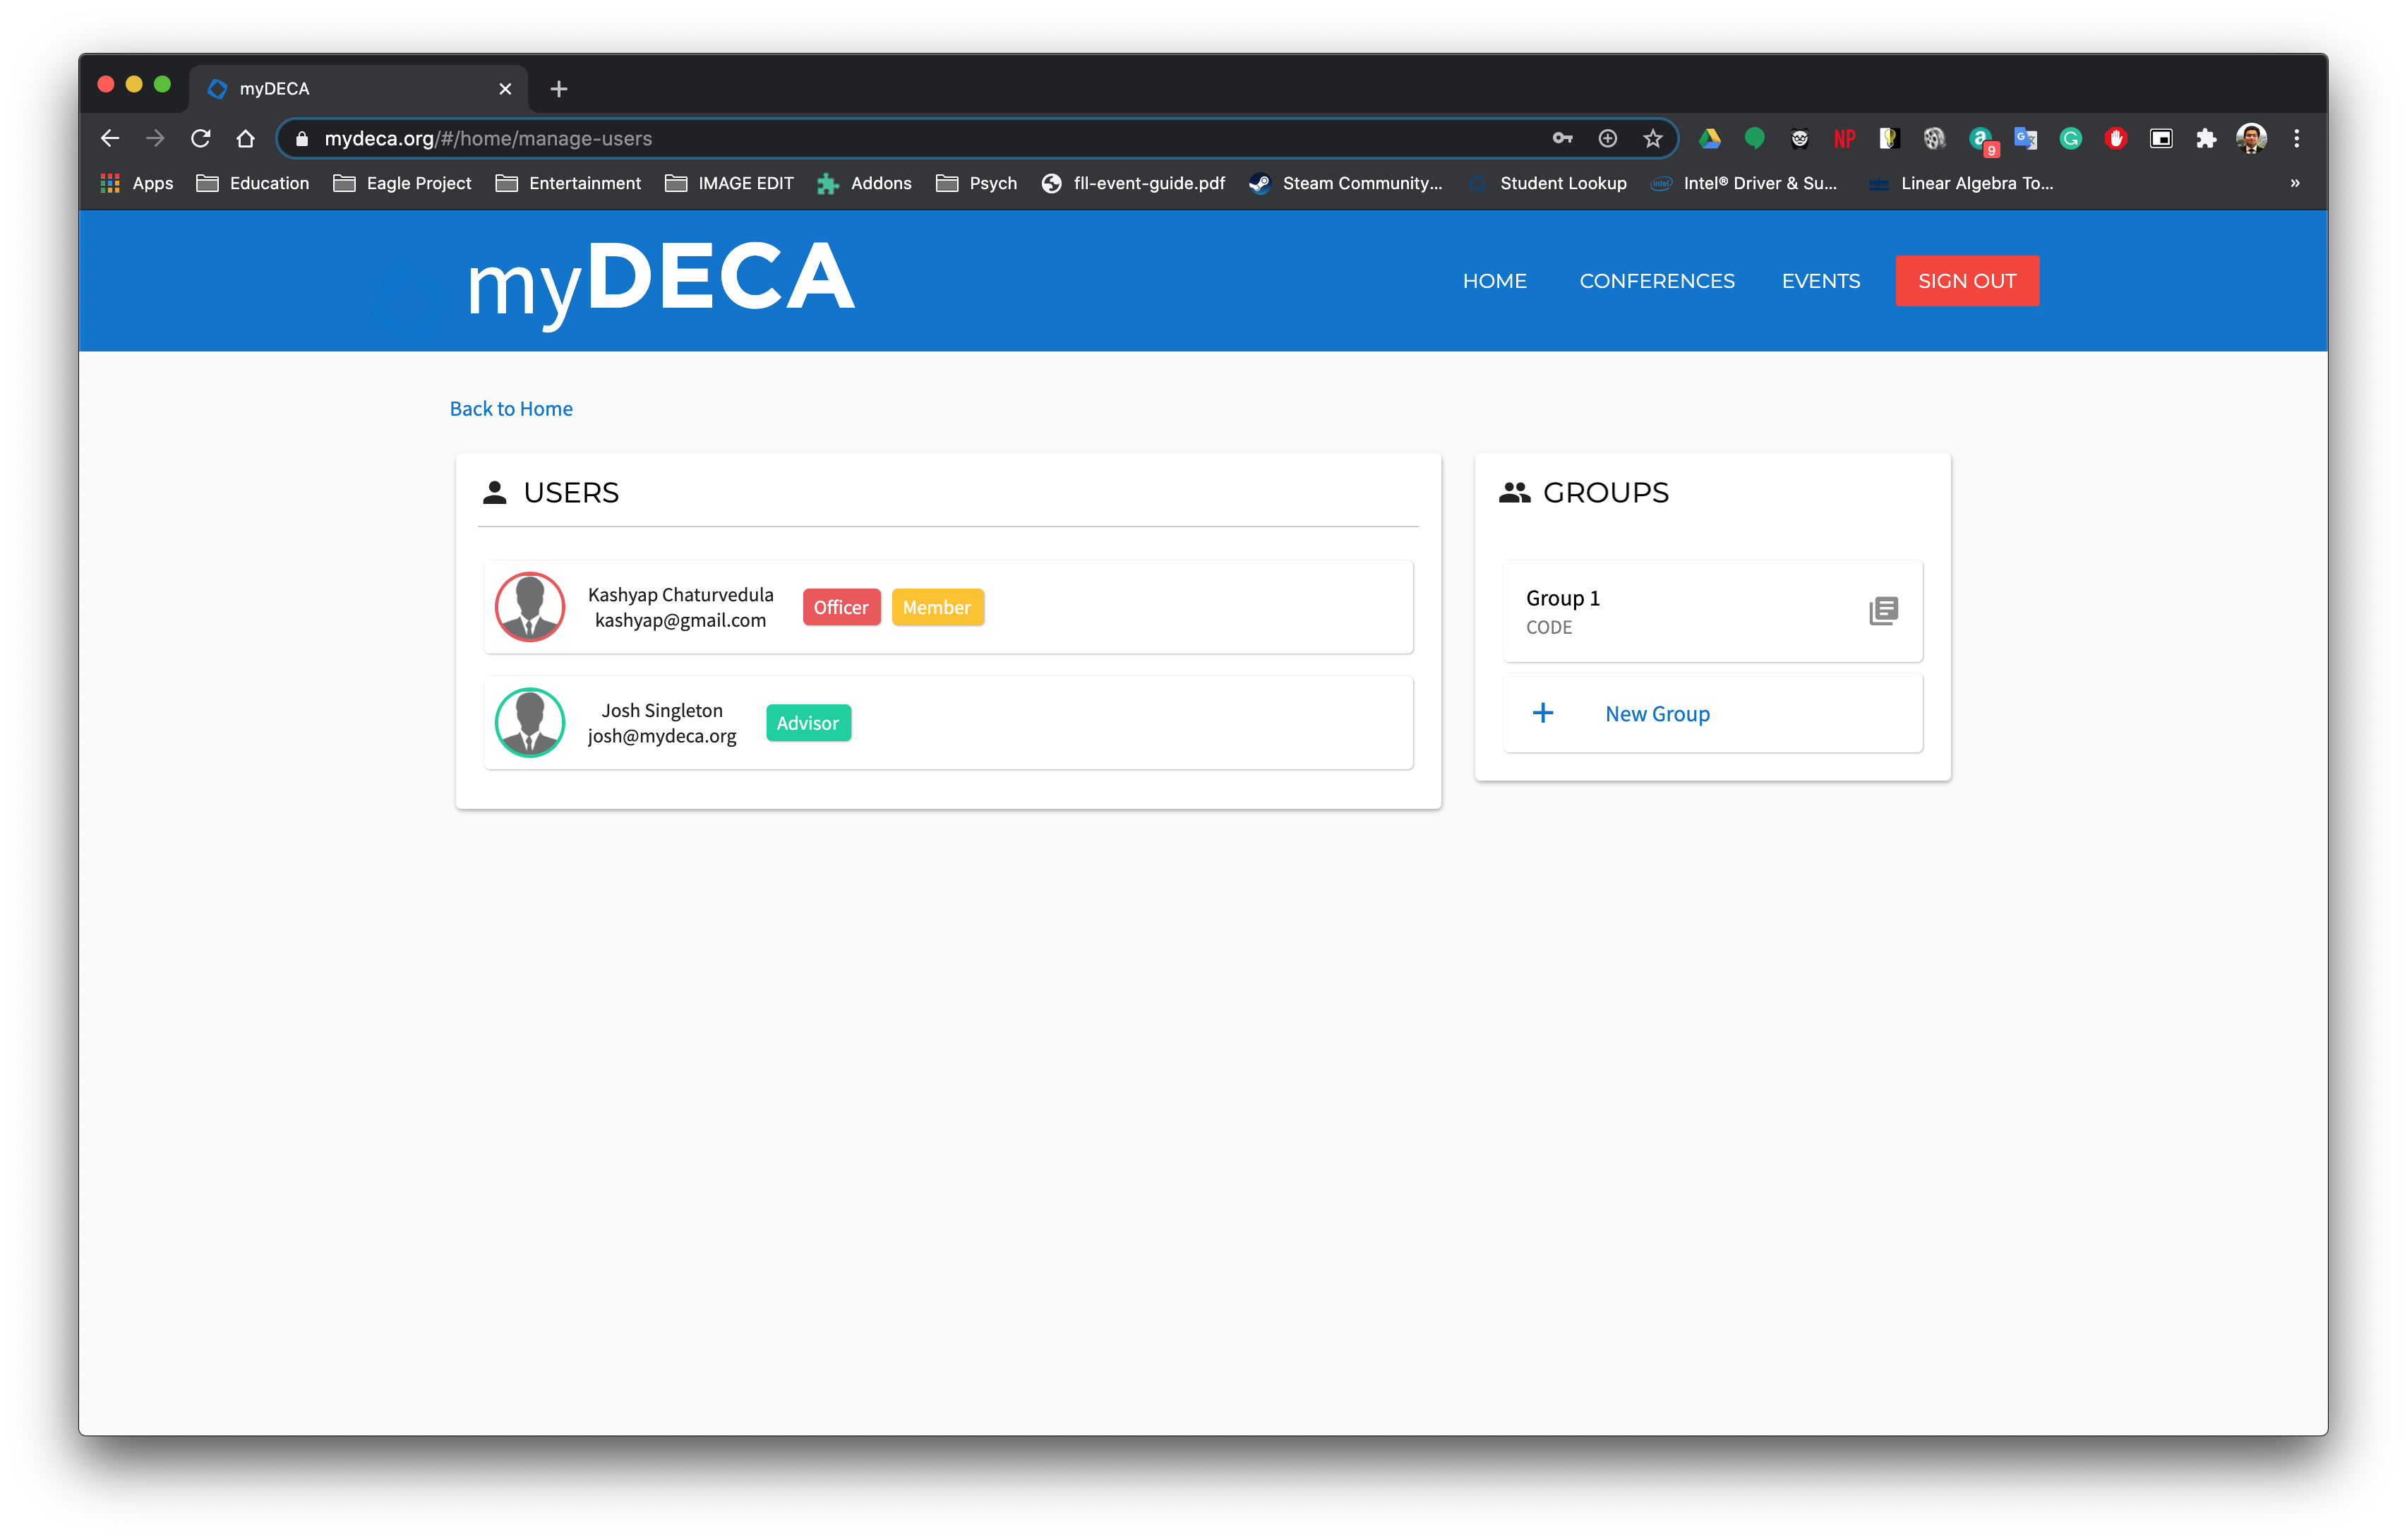 myDECA
mydeca.org/#/home/manage-users
NP
9
Apps
Education
Eagle Project
Entertainment
IMAGE EDIT
Addons
Psych
fll-event-guide.pdf
Steam Community...
Student Lookup
Intel® Driver & Su...
Linear Algebra To...
»
myDECA
HOME
CONFERENCES
EVENTS
SIGN OUT
Back to Home
USERS
Kashyap Chaturvedula
kashyap@gmail.com
Officer
Member
Josh Singleton
josh@mydeca.org
Advisor
GROUPS
Group 1
CODE
+ New Group